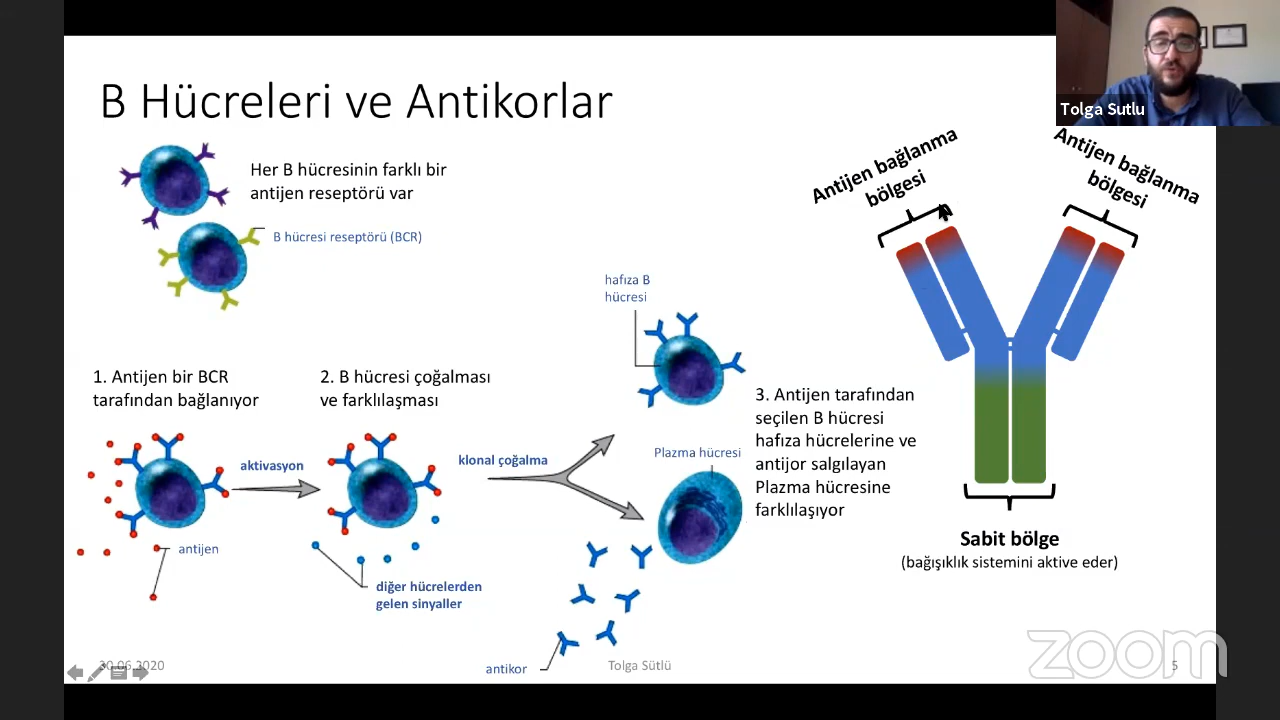 B Hücreleri ve Antikorlar
Tolga Sutlu
Her B hücresinin farklı bir
antijen reseptörü var
B hücresi reseptörü (BCR)
Antijen bağlanma
bölgesi
Antijen bağlanma
bölgesi
hafıza B
hücresi
1. Antijen bir BCR
tarafından bağlanıyor
2. B hücresi çoğalması
ve farklılaşması
3. Antijen tarafından
seçilen B hücresi
hafıza hücrelerine ve
antijor salgılayan
Plazma hücresine
farklılaşıyor
aktivasyon
klonal çoğalma
Plazma hücresi
antijen
diğer hücrelerden
gelen sinyaller
antikor
Sabit bölge
(bağışıklık sistemini aktive eder)
30.06.2020
Tolga Sütlü
5
zoom